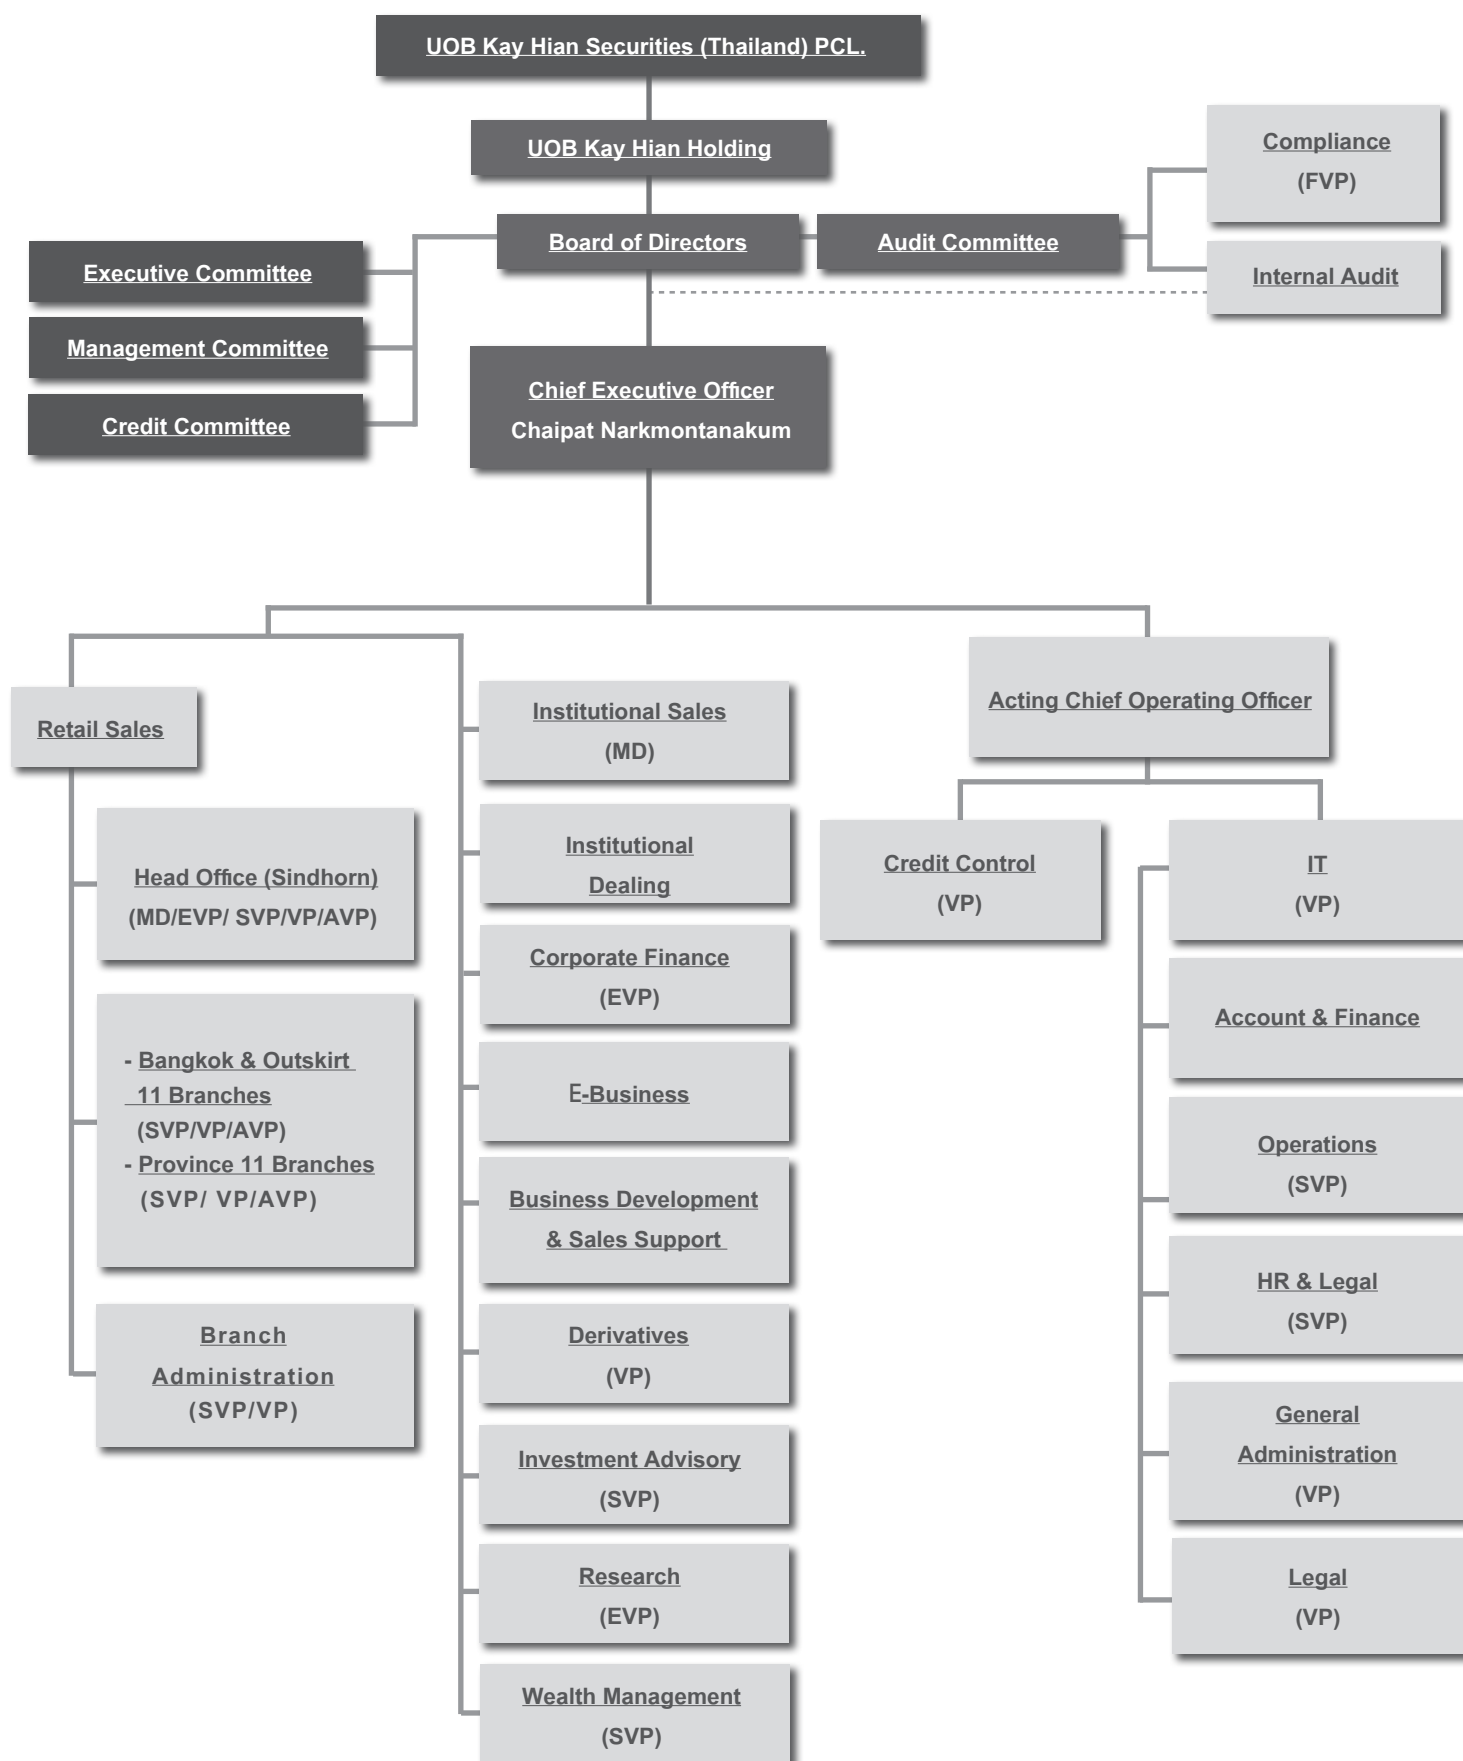 UOB Kay Hian Securities (Thailand) PCL.
UOB Kay Hian Holding
Compliance
(FVP)
Board of Directors
Audit Committee
Executive Committee
Internal Audit
Management Committee
Credit Committee
Chief Executive Officer
Chaipat Narkmontanakum
Retail Sales
Head Office (Sindhorn)
(MD/EVP/ SVP/VP/AVP)
- Bangkok & Outskirt
11 Branches
(SVP/VP/AVP)
- Province 11 Branches
(SVP/ VP/AVP)
Branch
Administration
(SVP/VP)
Institutional Sales
(MD)
Institutional
Dealing
Corporate Finance
(EVP)
E-Business
Business Development
& Sales Support
Derivatives
(VP)
Investment Advisory
(SVP)
Research
(EVP)
Wealth Management
(SVP)
Acting Chief Operating Officer
Credit Control
(VP)
IT
(VP)
Account & Finance
Operations
(SVP)
HR & Legal
(SVP)
General
Administration
(VP)
Legal
(VP)